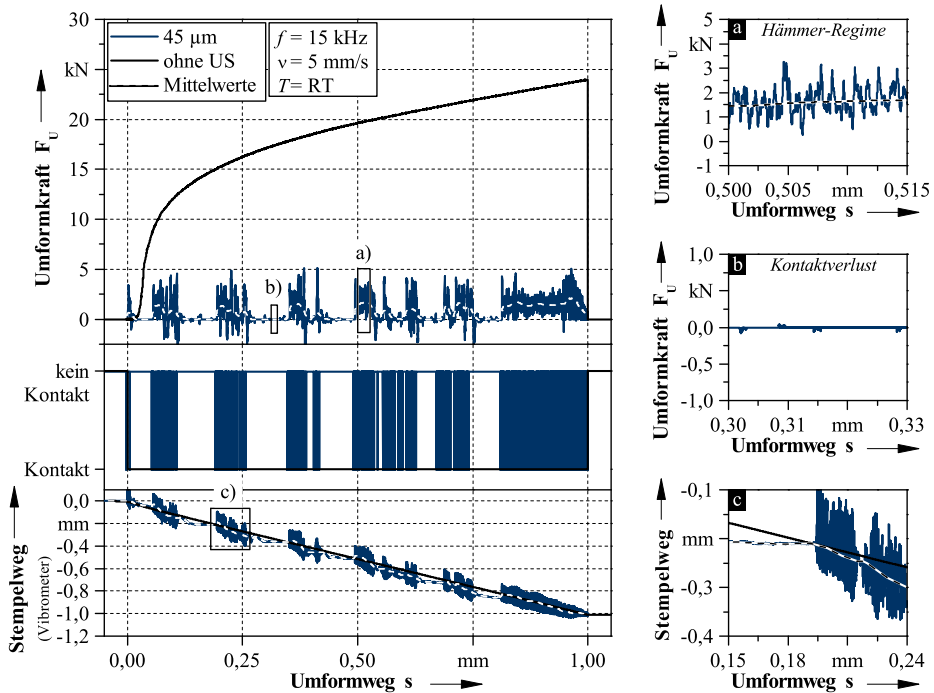 30
kN
20
15
10
5
0
Umformkraft F_U
45 µm
ohne US
Mittelwerte
f = 15 kHz
ν = 5 mm/s
T = RT
a)
b)
kein
Kontakt
Kontakt
c)
0,0
mm
-0,4
-0,6
-0,8
-1,0
-1,2
Stempelweg
(Vibrometer)
0,00
0,25
0,50
mm
1,00
Umformweg s
a
Hämmer-Regime
5
kN
3
2
1
0
-1
Umformkraft F_U
0,500
0,505
mm
0,515
Umformweg s
b
Kontaktverlust
1,0
kN
0,0
-0,5
-1,0
Umformkraft F_U
0,30
0,31
mm
0,33
Umformweg s
c
-0,1
mm
-0,3
-0,4
Stempelweg
0,15
0,18
mm
0,24
Umformweg s